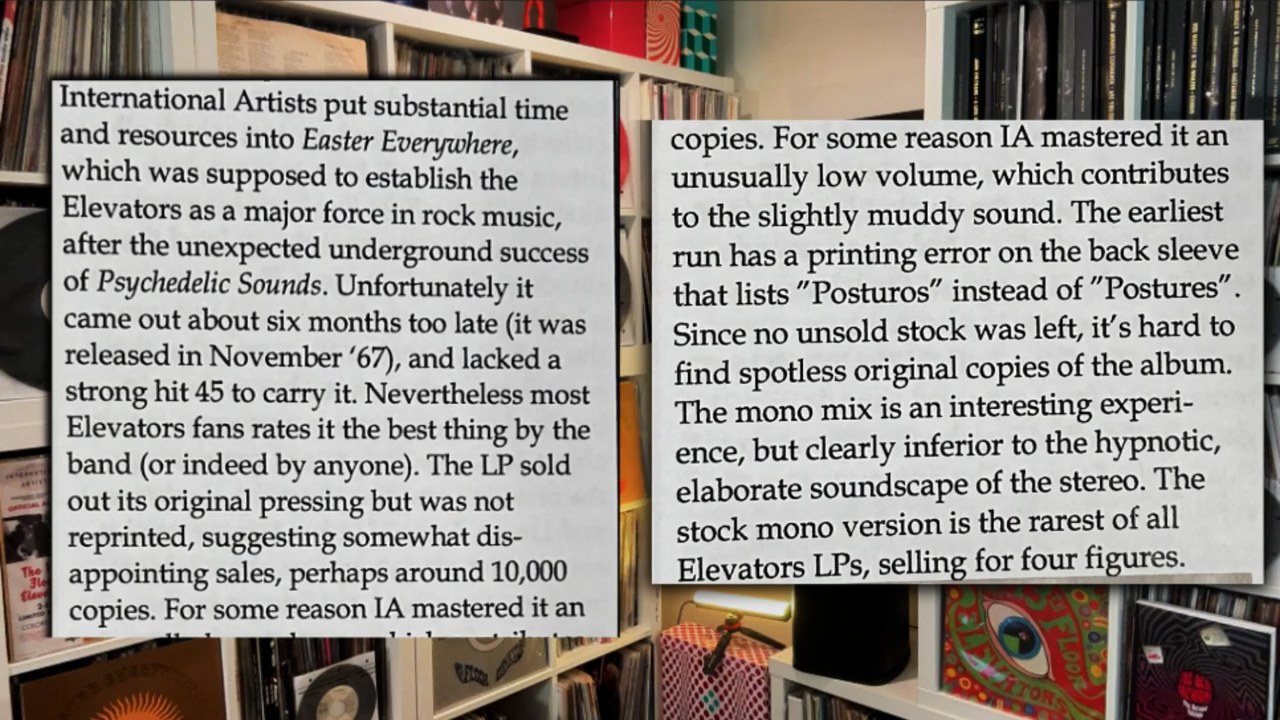 International Artists put substantial time
and resources into Easter Everywhere,
which was supposed to establish the
Elevators as a major force in rock music,
after the unexpected underground success
of Psychedelic Sounds. Unfortunately it
came out about six months too late (it was
released in November '67), and lacked a
strong hit 45 to carry it. Nevertheless most
Elevators fans rates it the best thing by the
band (or indeed by anyone). The LP sold
out its original pressing but was not
reprinted, suggesting somewhat dis-
appointing sales, perhaps around 10,000
copies. For some reason IA mastered it an
copies. For some reason IA mastered it an
unusually low volume, which contributes
to the slightly muddy sound. The earliest
run has a printing error on the back sleeve
that lists "Posturos" instead of "Postures".
Since no unsold stock was left, it's hard to
find spotless original copies of the album.
The mono mix is an interesting experi-
ence, but clearly inferior to the hypnotic,
elaborate soundscape of the stereo. The
stock mono version is the rarest of all
Elevators LPs, selling for four figures.
The